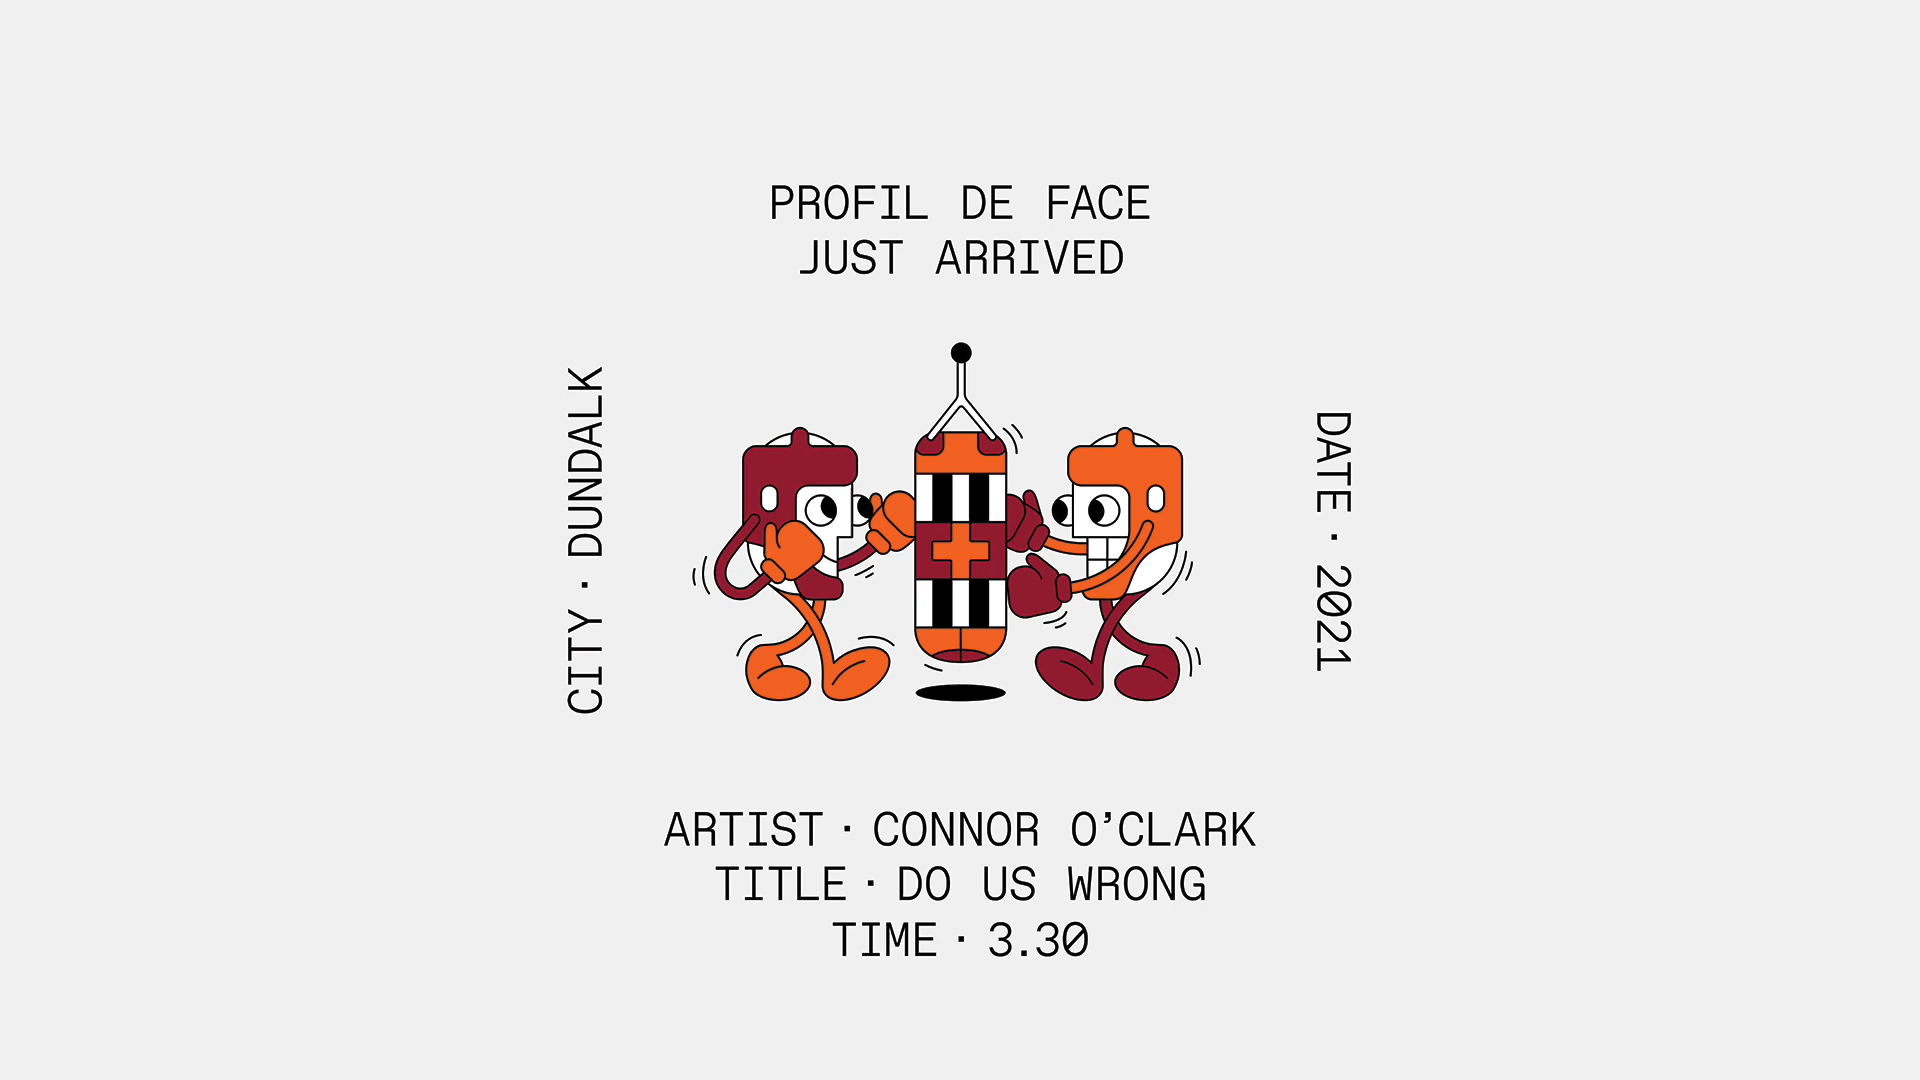 PROFIL DE FACE
JUST ARRIVED
CITY · DUNDALK
DATE · 2021
ARTIST · CONNOR O’CLARK
TITLE · DO US WRONG
TIME · 3.30